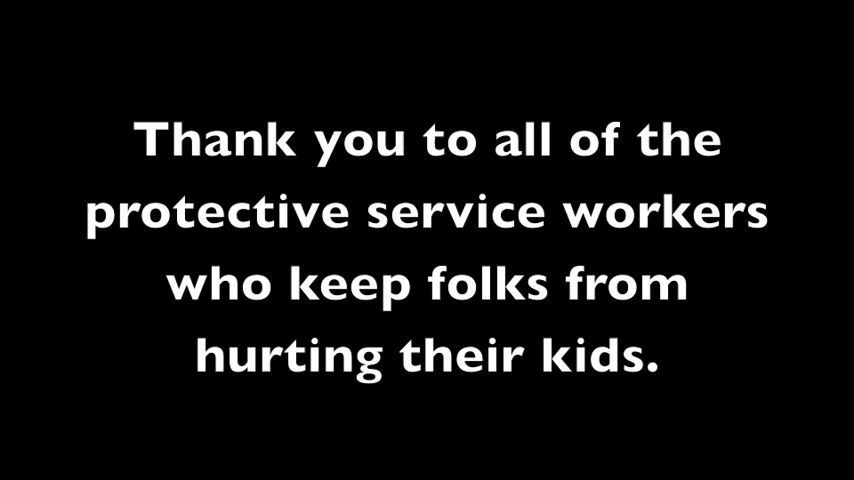 Thank you to all of the
protective service workers
who keep folks from
hurting their kids.